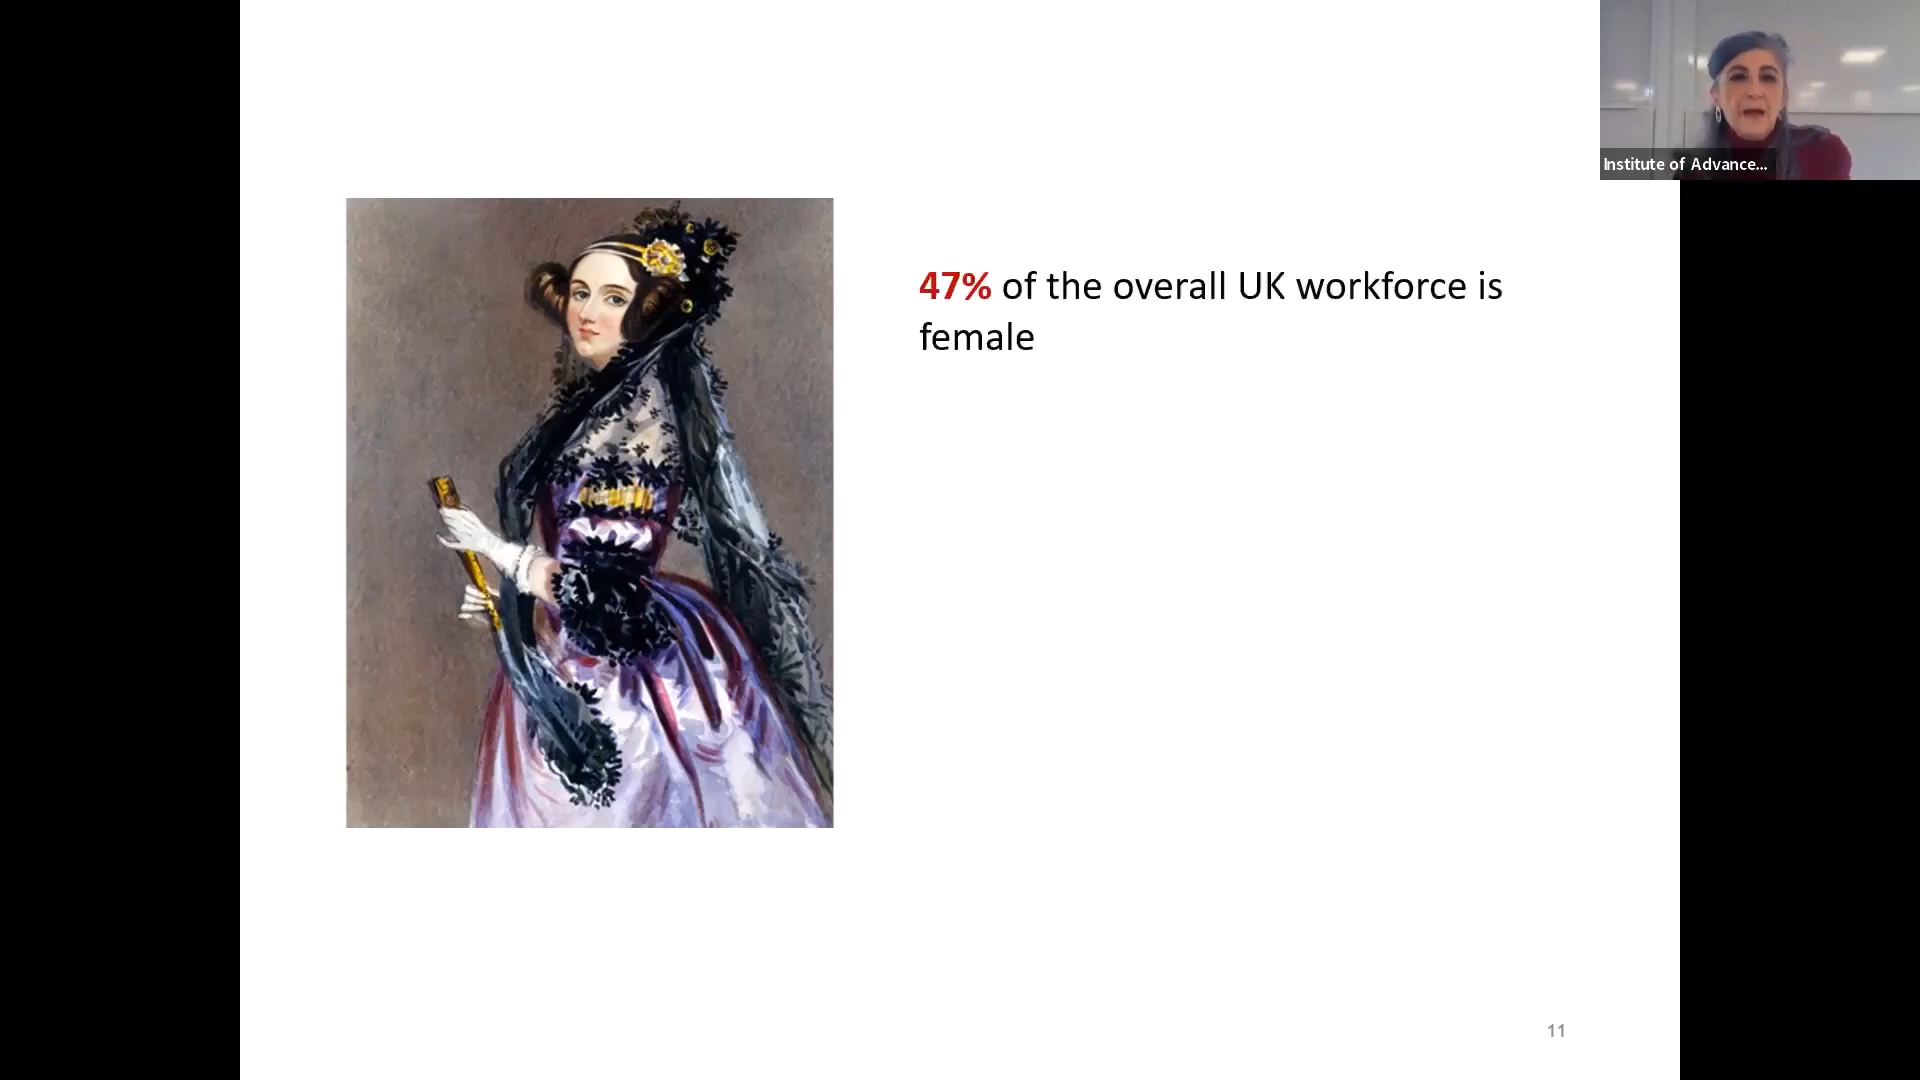 Institute of Advance...
47% of the overall UK workforce is
female
11